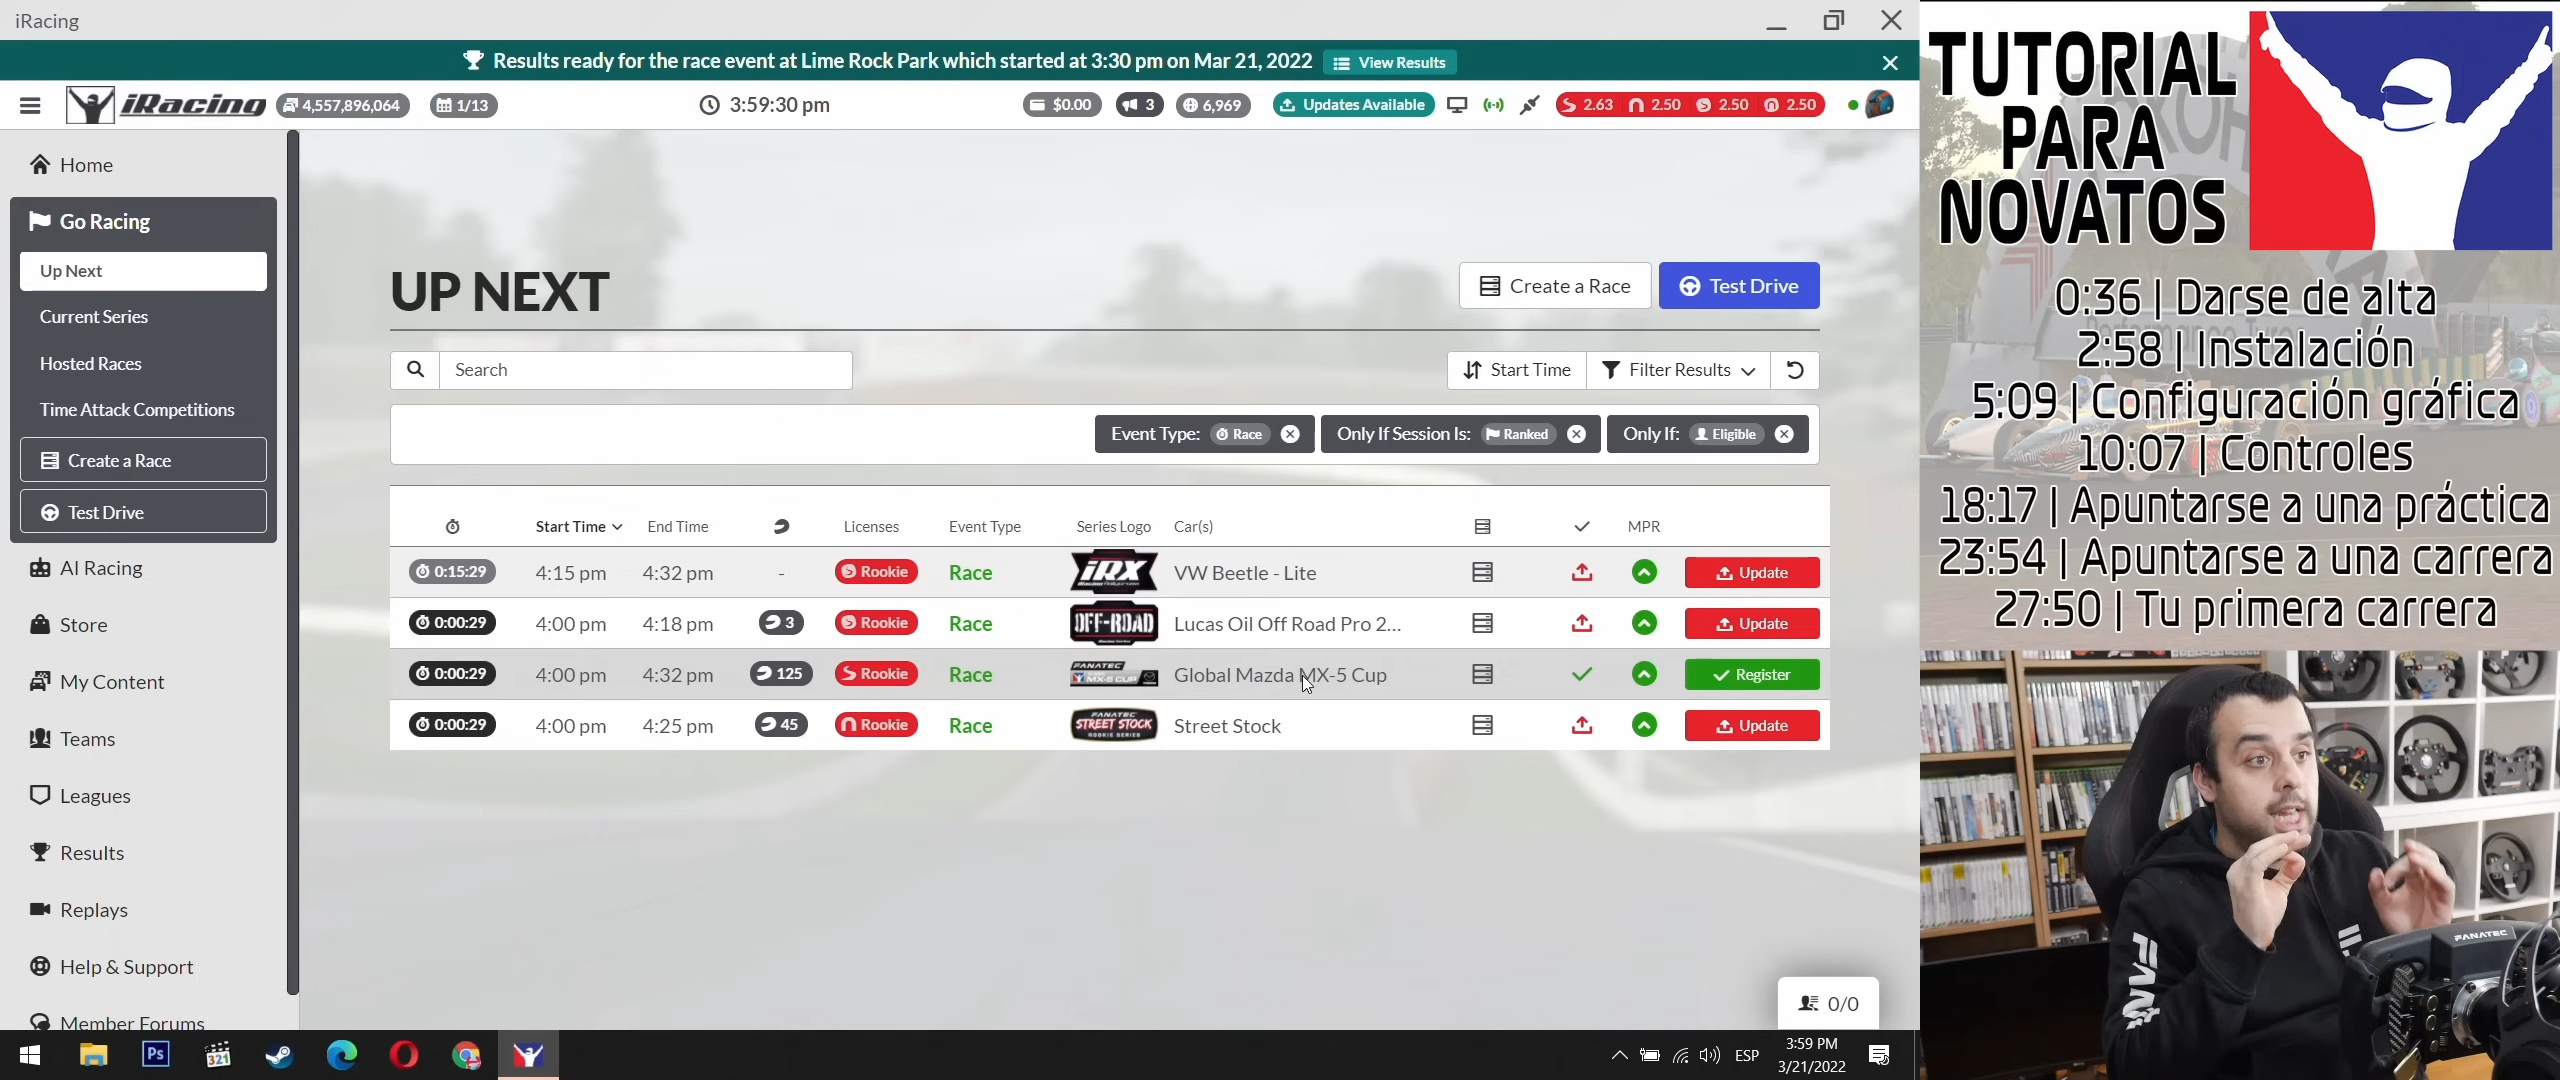 iRacing
Results ready for the race event at Lime Rock Park which started at 3:30 pm on Mar 21, 2022 View Results
iRacing 4,557,896,064 1/13 3:59:30 pm $0.00 3 6,969 Updates Available 2.63 2.50 2.50 2.50
Home
Go Racing
Up Next
Current Series
Hosted Races
Time Attack Competitions
Create a Race
Test Drive
AI Racing
Store
My Content
Teams
Leagues
Results
Replays
Help & Support
Member Forums
UP NEXT
Create a Race Test Drive
Search Start Time Filter Results
Event Type: Race Only If Session Is: Ranked Only If: Eligible
Start Time End Time Licenses Event Type Series Logo Car(s) MPR
0:15:29 4:15 pm 4:32 pm - Rookie Race iRX VW Beetle - Lite Update
0:00:29 4:00 pm 4:18 pm 3 Rookie Race OFF-ROAD Lucas Oil Off Road Pro 2... Update
0:00:29 4:00 pm 4:32 pm 125 Rookie Race FANATEC MX-5 CUP Global Mazda MX-5 Cup Register
0:00:29 4:00 pm 4:25 pm 45 Rookie Race FANATEC STREET STOCK ROOKIE SERIES Street Stock Update
0/0
Ps 321 ESP
3:59 PM
3/21/2022
TUTORIAL
PARA
NOVATOS
0:36 | Darse de alta
2:58 | Instalación
5:09 | Configuración gráfica
10:07 | Controles
18:17 | Apuntarse a una práctica
23:54 | Apuntarse a una carrera
27:50 | Tu primera carrera
FANATEC
FAN